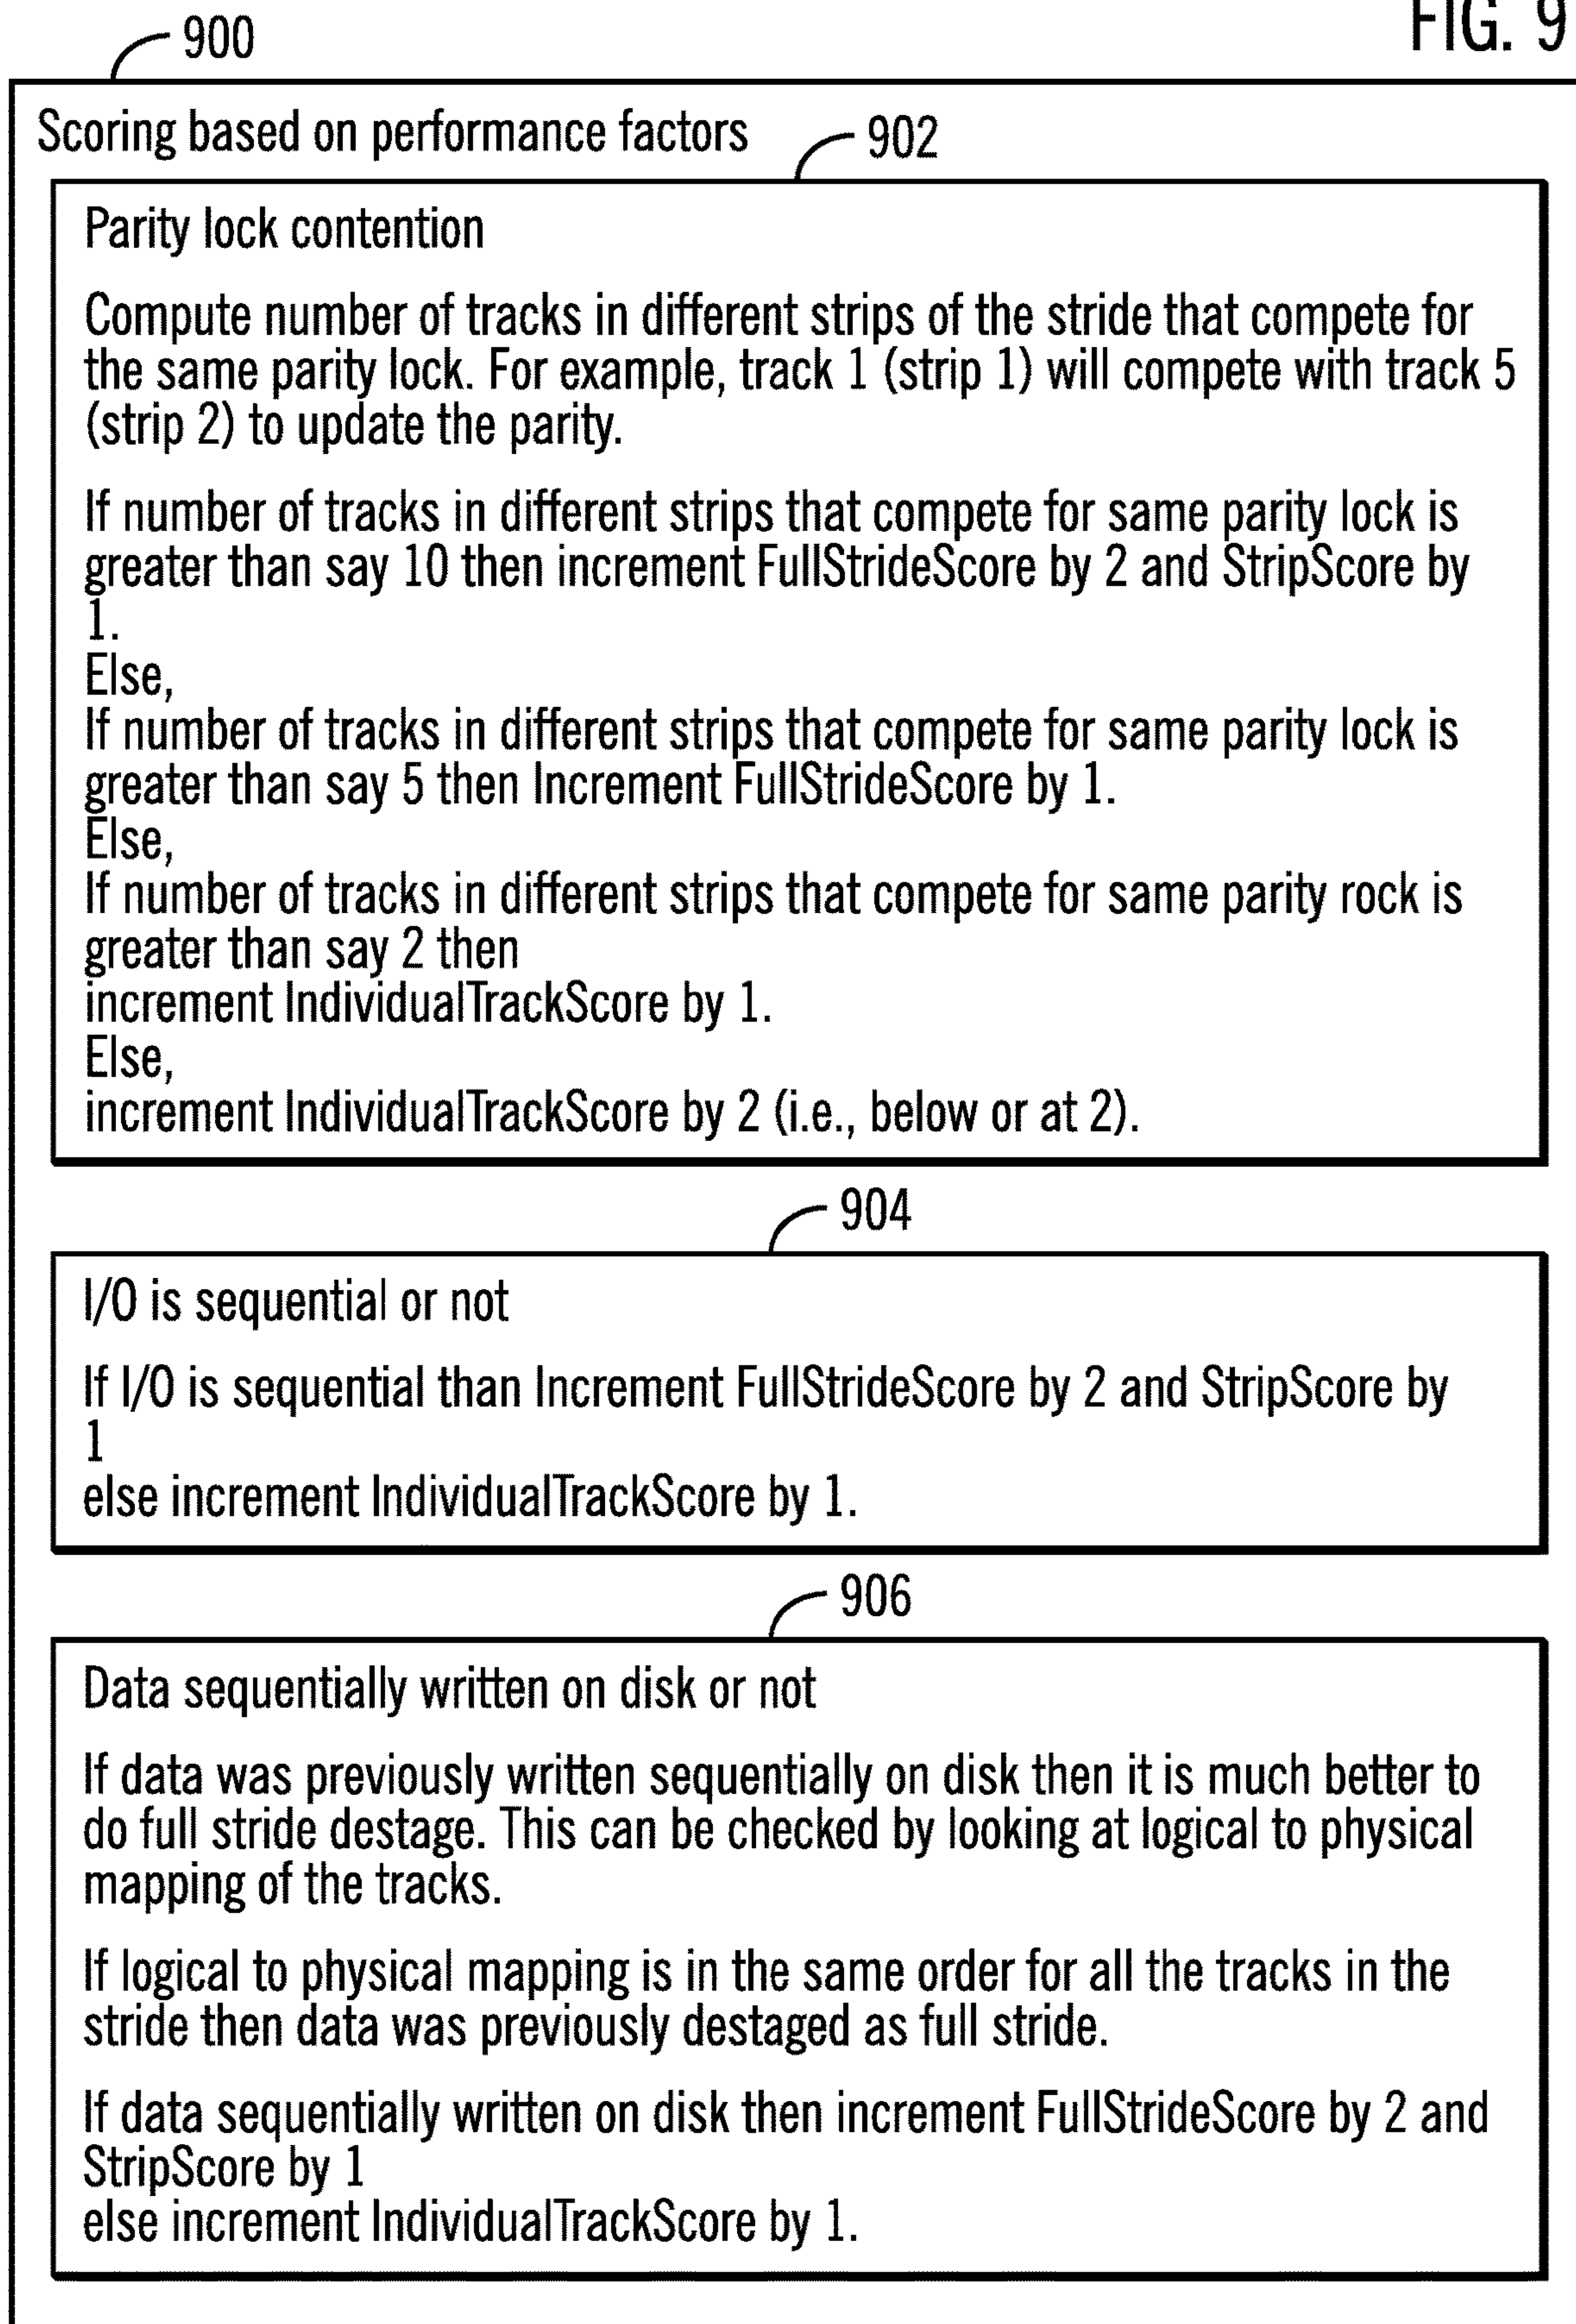 FIG. 9
900
Scoring based on performance factors
902
Parity lock contention
Compute number of tracks in different strips of the stride that compete for
the same parity lock. For example, track 1 (strip 1) will compete with track 5
(strip 2) to update the parity.
If number of tracks in different strips that compete for same parity lock is
greater than say 10 then increment FullStrideScore by 2 and StripScore by
1.
Else,
If number of tracks in different strips that compete for same parity lock is
greater than say 5 then Increment FullStrideScore by 1.
Else,
If number of tracks in different strips that compete for same parity rock is
greater than say 2 then
increment IndividualTrackScore by 1.
Else,
increment IndividualTrackScore by 2 (i.e., below or at 2).
904
I/O is sequential or not
If I/O is sequential than Increment FullStrideScore by 2 and StripScore by
1
else increment IndividualTrackScore by 1.
906
Data sequentially written on disk or not
If data was previously written sequentially on disk then it is much better to
do full stride destage. This can be checked by looking at logical to physical
mapping of the tracks.
If logical to physical mapping is in the same order for all the tracks in the
stride then data was previously destaged as full stride.
If data sequentially written on disk then increment FullStrideScore by 2 and
StripScore by 1
else increment IndividualTrackScore by 1.